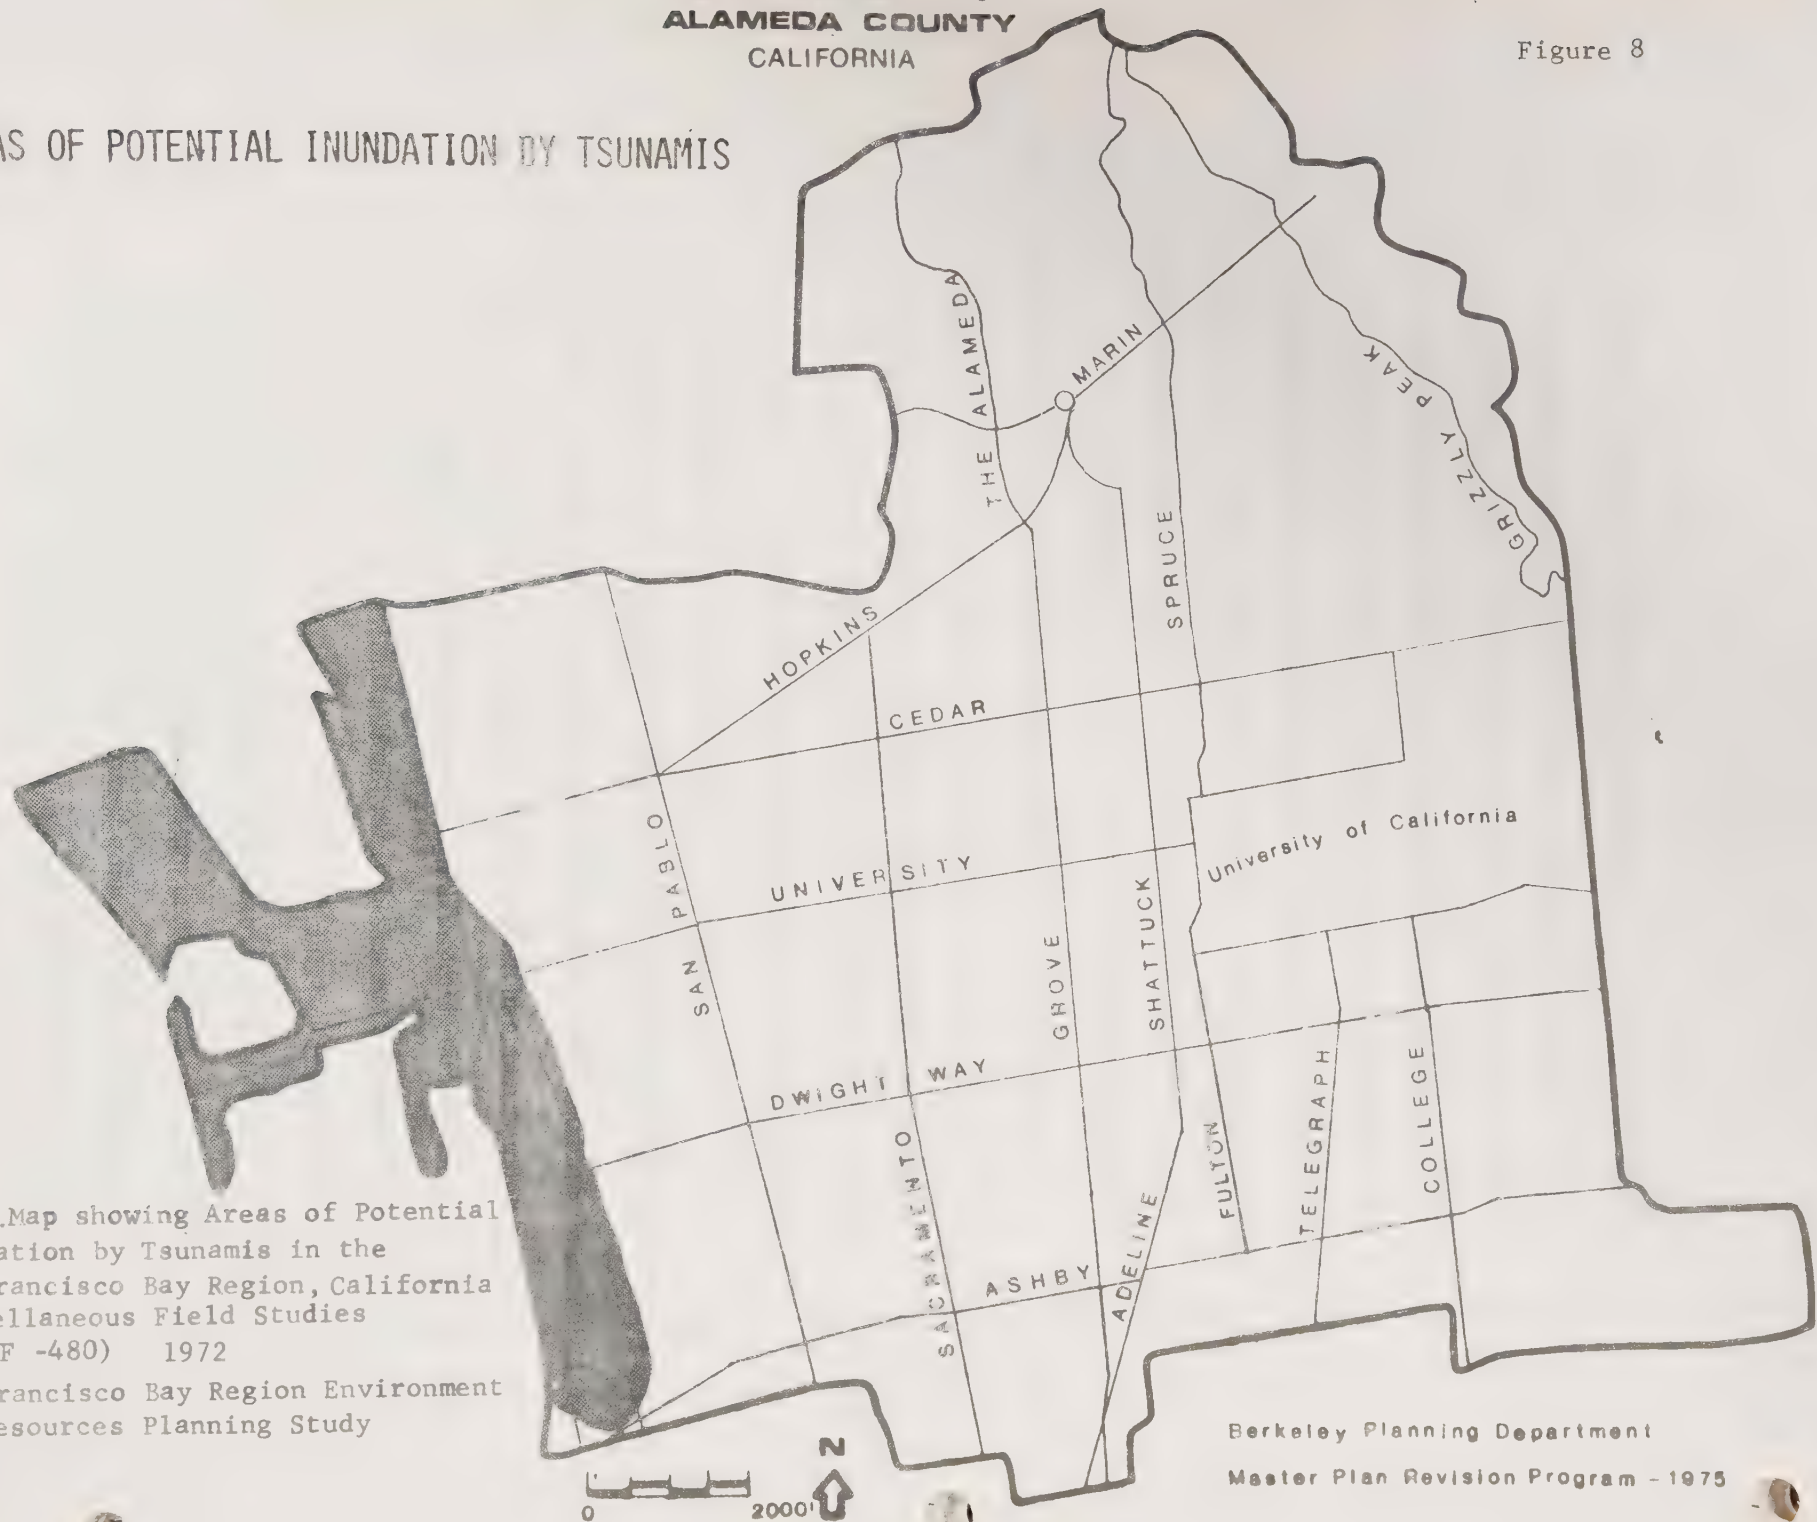 ALAMEDA COUNTY
CALIFORNIA
Figure 8
AS OF POTENTIAL INUNDATION BY TSUNAMIS
THE ALAMEDA
MARIN
GRIZZLY PEAK
SPRUCE
HOPKINS
CEDAR
SAN PABLO
UNIVERSITY
University of California
GROVE
SHATTUCK
DWIGHT WAY
SACRAMENTO
FULTON
TELEGRAPH
COLLEGE
ADELINE
ASHBY
.Map showing Areas of Potential
ation by Tsunamis in the
rancisco Bay Region, California
ellaneous Field Studies
F -480) 1972
rancisco Bay Region Environment
esources Planning Study
N
0 2000'
Berkeley Planning Department
Master Plan Revision Program - 1975